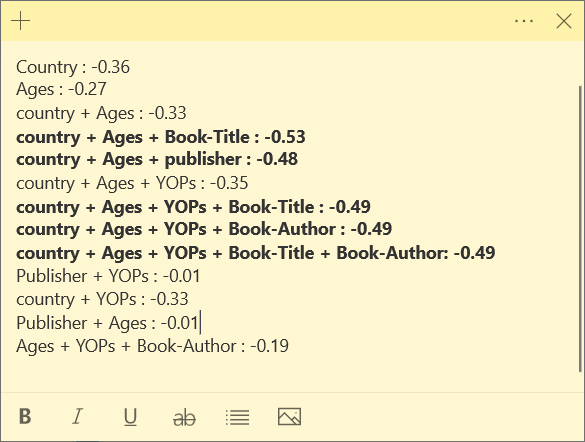 Country : -0.36
Ages : -0.27
country + Ages : -0.33
country + Ages + Book-Title : -0.53
country + Ages + publisher : -0.48
country + Ages + YOPs : -0.35
country + Ages + YOPs + Book-Title : -0.49
country + Ages + YOPs + Book-Author : -0.49
country + Ages + YOPs + Book-Title + Book-Author: -0.49
Publisher + YOPs : -0.01
country + YOPs : -0.33
Publisher + Ages : -0.01
Ages + YOPs + Book-Author : -0.19
B I U ab